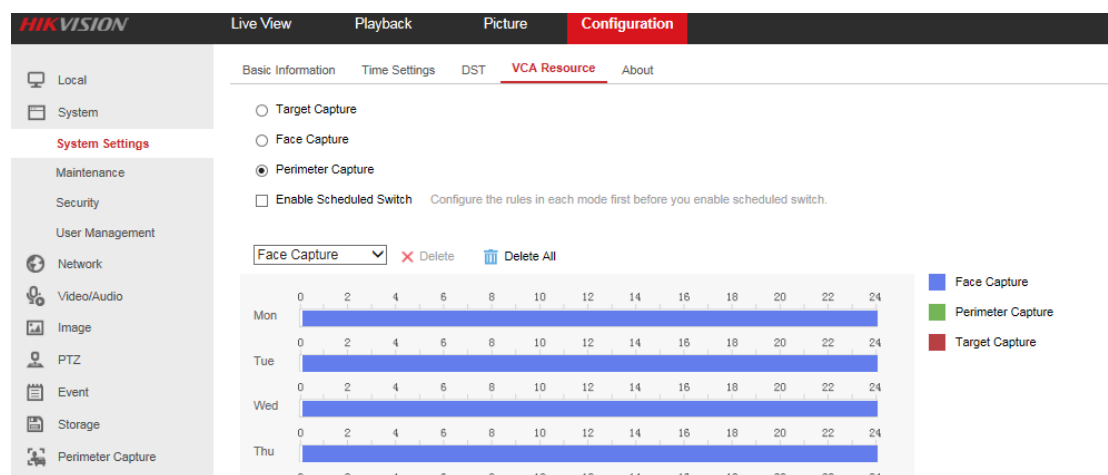 HIKVISION Live View Playback Picture Configuration
Basic Information Time Settings DST VCA Resource About
Local
System
System Settings
Maintenance
Security
User Management
Network
Video/Audio
Image
PTZ
Event
Storage
Perimeter Capture
Target Capture
Face Capture
Perimeter Capture
Enable Scheduled Switch Configure the rules in each mode first before you enable scheduled switch.
Face Capture Delete Delete All
0 2 4 6 8 10 12 14 16 18 20 22 24
Mon
0 2 4 6 8 10 12 14 16 18 20 22 24
Tue
0 2 4 6 8 10 12 14 16 18 20 22 24
Wed
0 2 4 6 8 10 12 14 16 18 20 22 24
Thu
Face Capture
Perimeter Capture
Target Capture